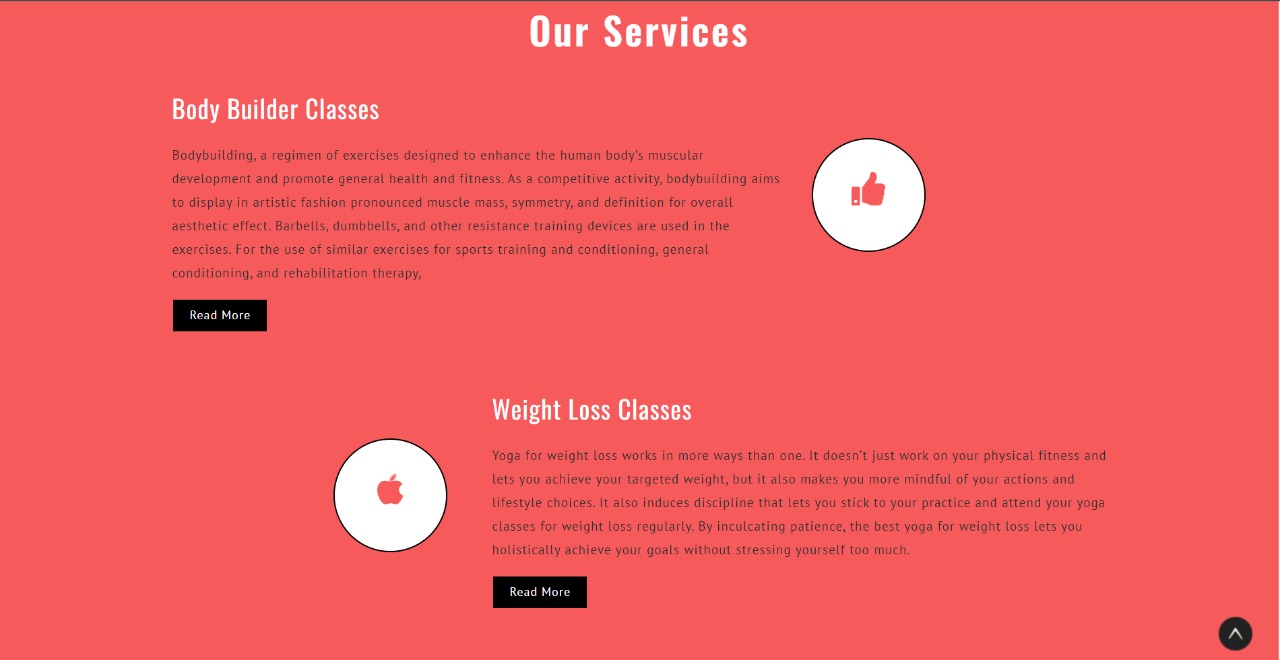 Our Services
Body Builder Classes
Bodybuilding, a regimen of exercises designed to enhance the human body's muscular
development and promote general health and fitness. As a competitive activity, bodybuilding aims
to display in artistic fashion pronounced muscle mass, symmetry, and definition for overall
aesthetic effect. Barbells, dumbbells, and other resistance training devices are used in the
exercises. For the use of similar exercises for sports training and conditioning, general
conditioning, and rehabilitation therapy,
Read More
Weight Loss Classes
Yoga for weight loss works in more ways than one. It doesn't just work on your physical fitness and
lets you achieve your targeted weight, but it also makes you more mindful of your actions and
lifestyle choices. It also induces discipline that lets you stick to your practice and attend your yoga
classes for weight loss regularly. By inculcating patience, the best yoga for weight loss lets you
holistically achieve your goals without stressing yourself too much.
Read More